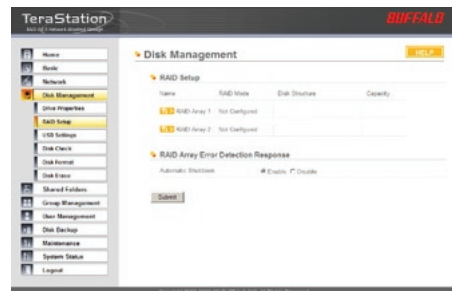 TeraStation
BUFFALO
Home
Basic
Network
Disk Management
Drive Properties
RAID Setup
USB Settings
Disk Check
Disk Format
Disk Erase
Shared Folders
Group Management
User Management
Disk Backup
Maintenance
System Status
Logout
Disk Management
HELP
RAID Setup
Name RAID Mode Disk Structure Capacity
RAID Array 1 Not Configured
RAID Array 2 Not Configured
RAID Array Error Detection Response
Automatic Shutdown Enable Disable
Submit